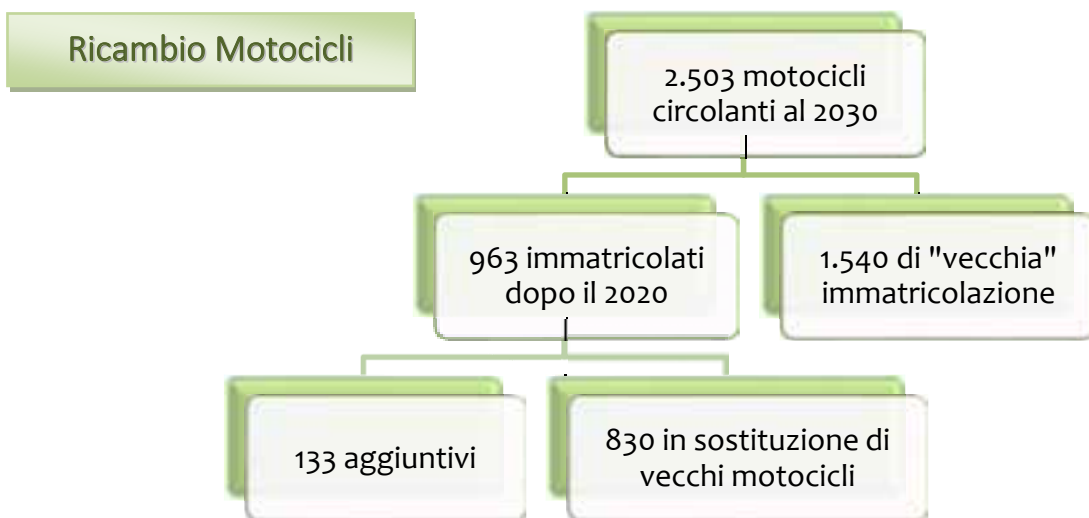 Ricambio Motocicli
2.503 motocicli
circolanti al 2030
963 immatricolati
dopo il 2020
1.540 di "vecchia"
immatricolazione
133 aggiuntivi
830 in sostituzione di
vecchi motocicli